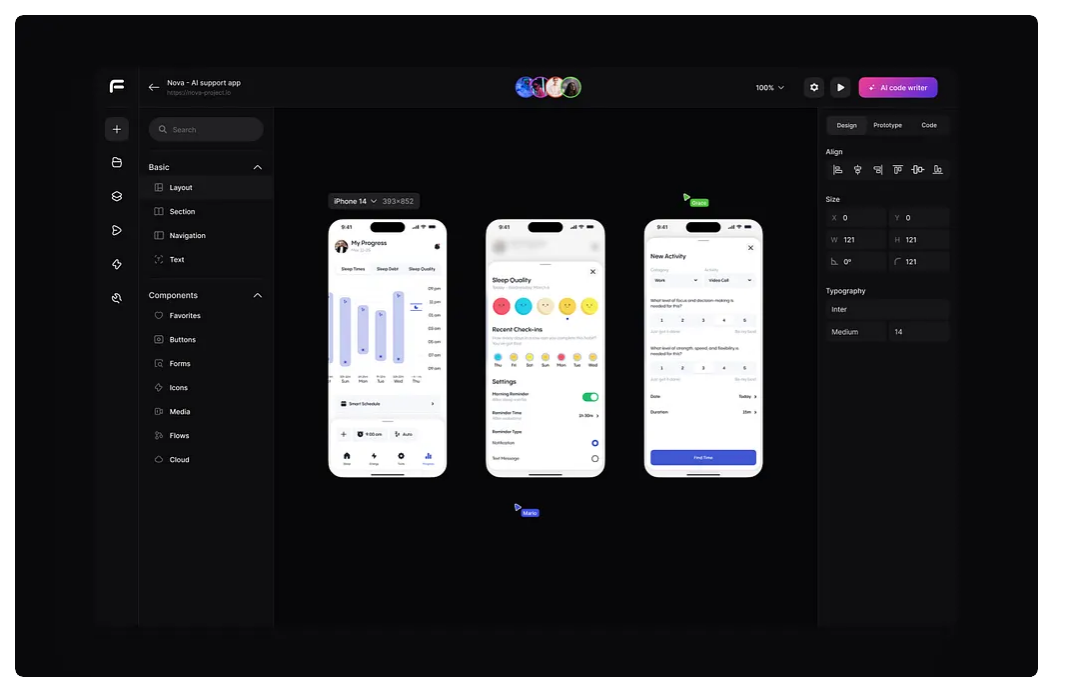 Nova - AI support app
https://nova-project.io
100%
AI code writer
Search
Basic
Layout
Section
Navigation
Text
Components
Favorites
Buttons
Forms
Icons
Media
Flows
Cloud
iPhone 14 393×852
9:41
My Progress
Sleep Times Sleep Debt Sleep Quality
09 pm
11 pm
01 am
03 am
05 am
07 am
09 am
Sun Mon Tue Wed Thu
Smart Schedule
9:00 am Auto
9:41
Sleep Quality
Recent Check-ins
Thu Fri Sat Sun Mon Tue Wed
Settings
Morning Reminder
Reminder Time
1h 30m
Reminder Type
Notification
Text Message
Mario
9:41
New Activity
Category Activity
Work Video Call
What level of focus and decision-making is
needed for this?
1 2 3 4 5
What level of strength, speed, and flexibility is
needed for this?
1 2 3 4 5
Date Today
Duration 15m
Find Time
Design Prototype Code
Align
Size
X 0 Y 0
W 121 H 121
0° 121
Typography
Inter
Medium 14